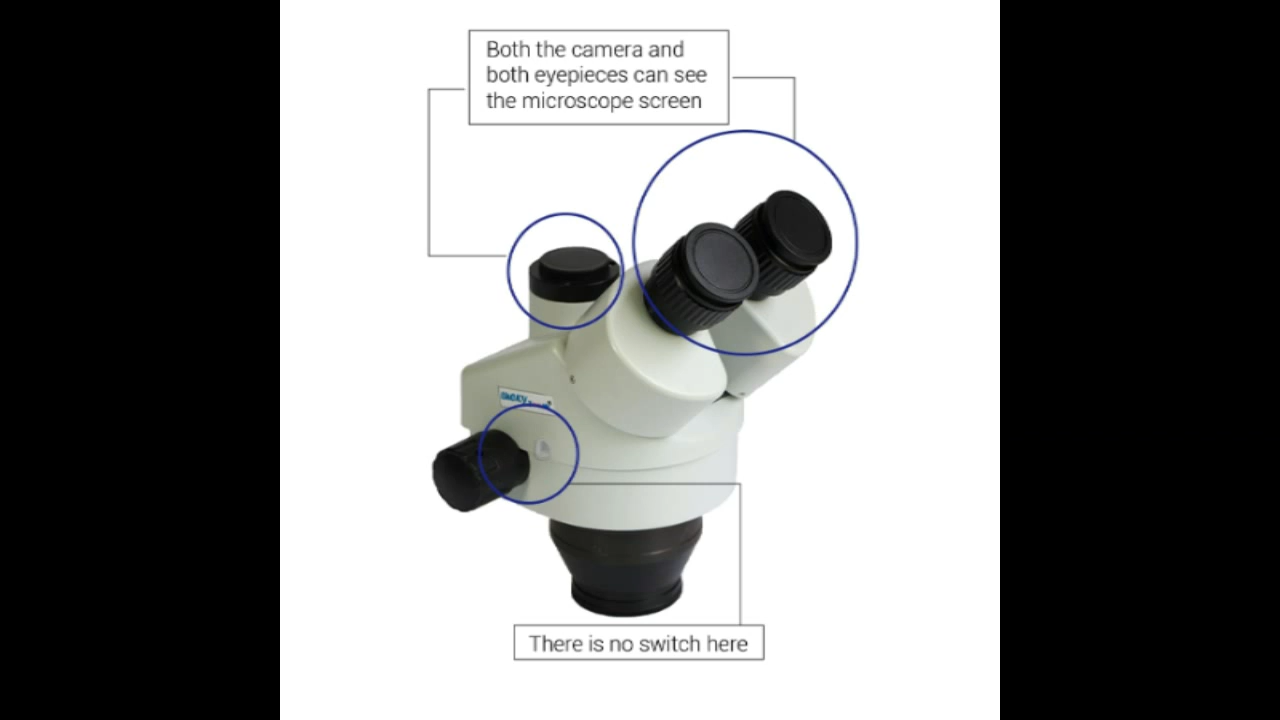 Both the camera and
both eyepieces can see
the microscope screen
There is no switch here